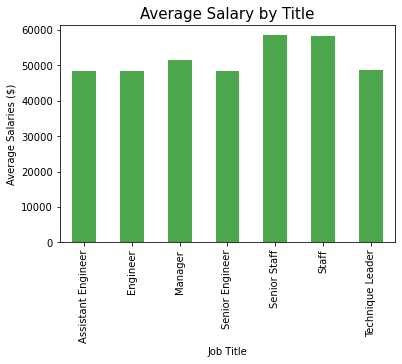 Average Salary by Title
Average Salaries ($)
60000
50000
40000
30000
20000
10000
0
Assistant Engineer
Engineer
Manager
Senior Engineer
Senior Staff
Staff
Technique Leader
Job Title